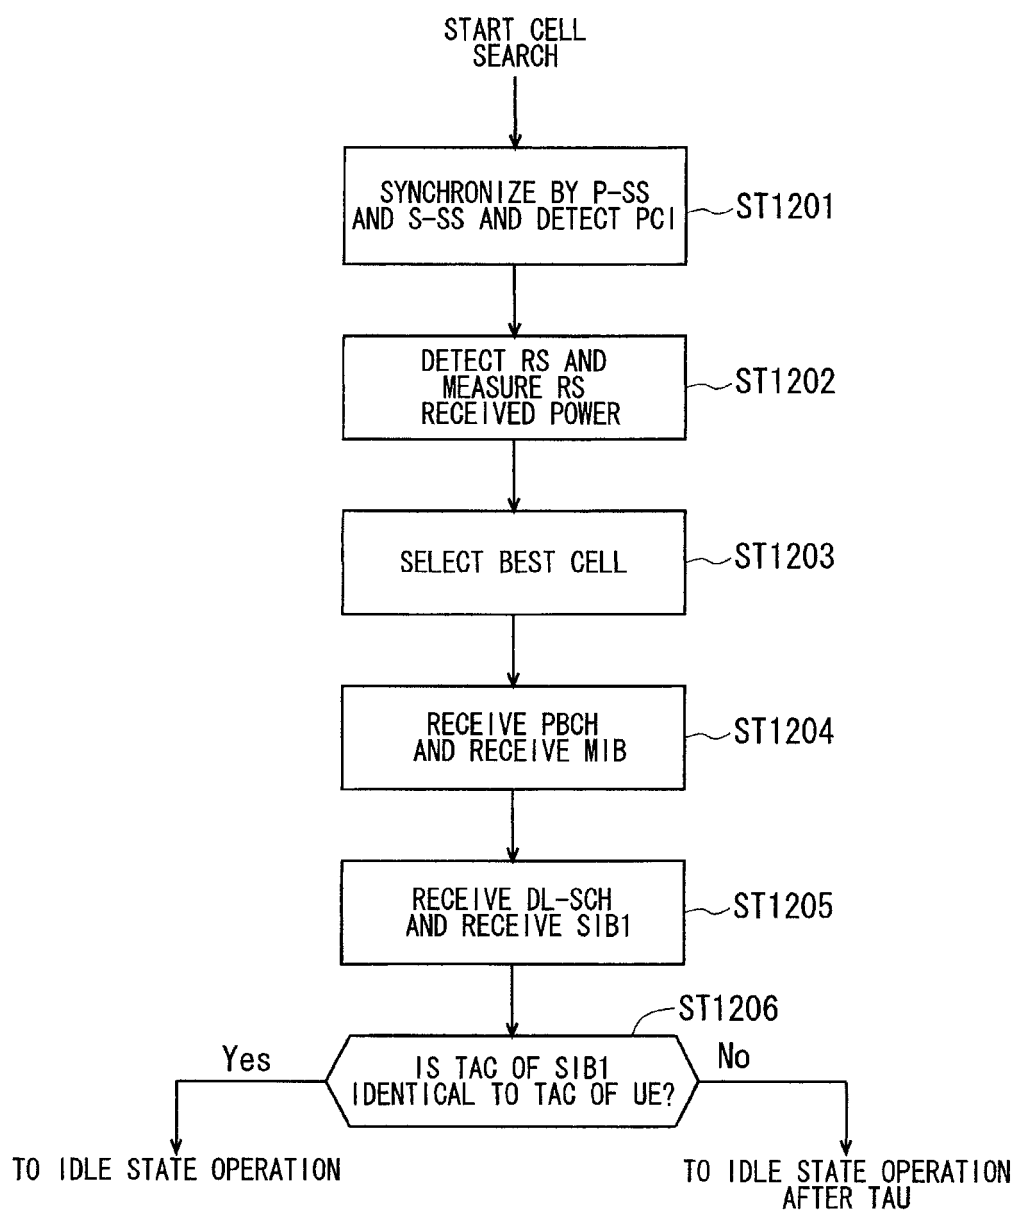 START CELL
SEARCH
SYNCHRONIZE BY P-SS
AND S-SS AND DETECT PCI
ST1201
DETECT RS AND
MEASURE RS
RECEIVED POWER
ST1202
SELECT BEST CELL
ST1203
RECEIVE PBCH
AND RECEIVE MIB
ST1204
RECEIVE DL-SCH
AND RECEIVE SIB1
ST1205
ST1206
IS TAC OF SIB1
IDENTICAL TO TAC OF UE?
Yes
No
TO IDLE STATE OPERATION
TO IDLE STATE OPERATION
AFTER TAU